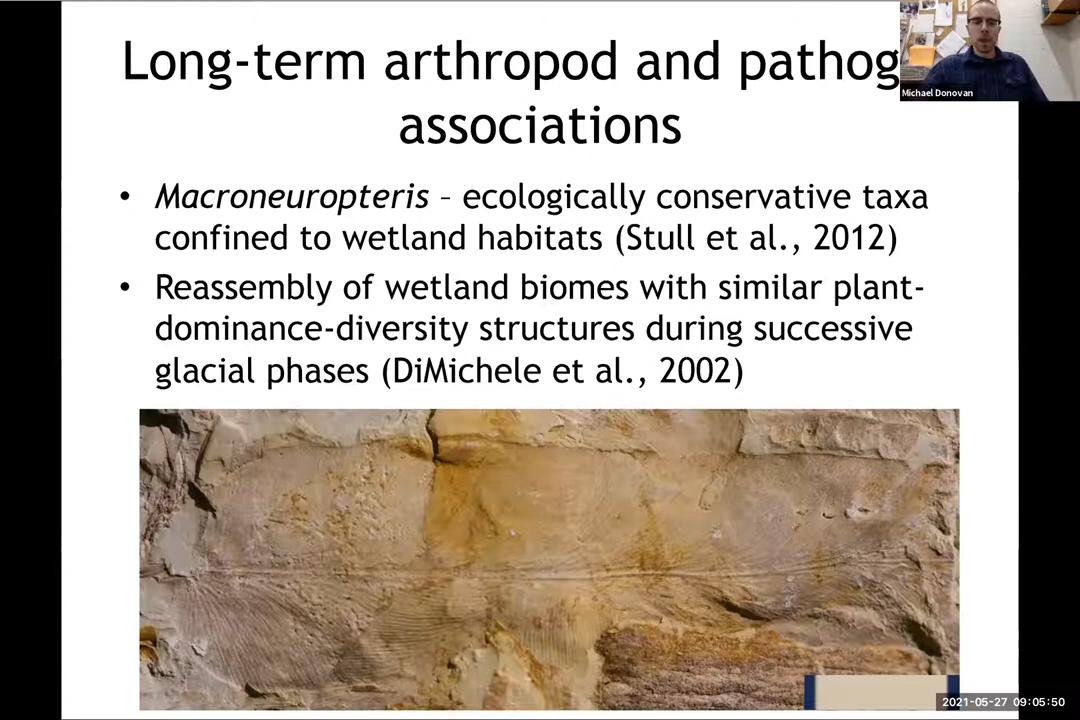 Long-term arthropod and pathog
associations
• Macroneuropteris – ecologically conservative taxa
confined to wetland habitats (Stull et al., 2012)
• Reassembly of wetland biomes with similar plant-
dominance-diversity structures during successive
glacial phases (DiMichele et al., 2002)
Michael Donovan
2021-05-27 09:05:50